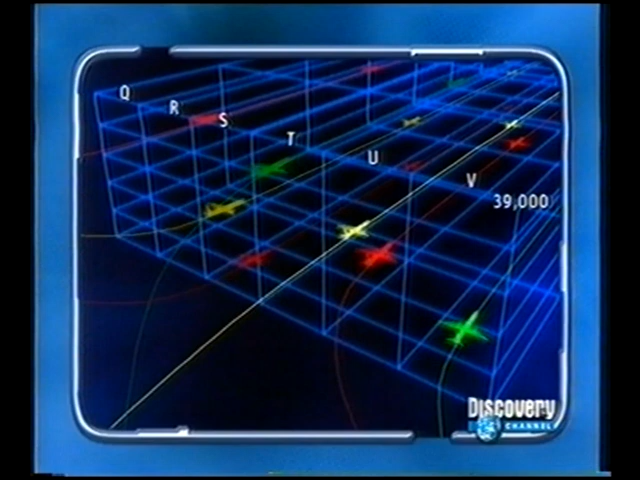 Q
R
S
T
U
V
39,000
Discovery
CHANNEL